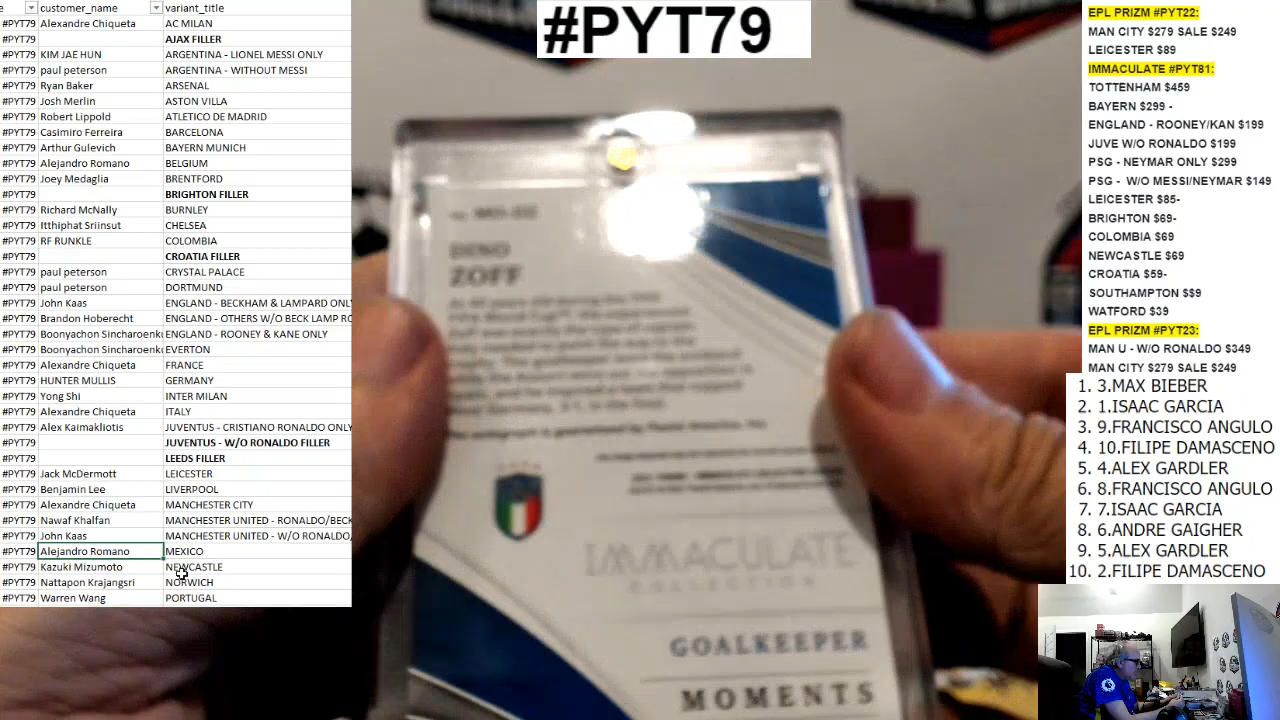 #PYT79
customer_name variant_title
#PYT79 Alexandre Chiqueta AC MILAN
#PYT79 AJAX FILLER
#PYT79 KIM JAE HUN ARGENTINA - LIONEL MESSI ONLY
#PYT79 paul peterson ARGENTINA - WITHOUT MESSI
#PYT79 Ryan Baker ARSENAL
#PYT79 Josh Merlin ASTON VILLA
#PYT79 Robert Lippold ATLETICO DE MADRID
#PYT79 Casimiro Ferreira BARCELONA
#PYT79 Arthur Gulevich BAYERN MUNICH
#PYT79 Alejandro Romano BELGIUM
#PYT79 Joey Medaglia BRENTFORD
#PYT79 BRIGHTON FILLER
#PYT79 Richard McNally BURNLEY
#PYT79 Itthiphat Sriinsut CHELSEA
#PYT79 RF RUNKLE COLOMBIA
#PYT79 CROATIA FILLER
#PYT79 paul peterson CRYSTAL PALACE
#PYT79 paul peterson DORTMUND
#PYT79 John Kaas ENGLAND - BECKHAM & LAMPARD ONLY
#PYT79 Brandon Hoberecht ENGLAND - OTHERS W/O BECK LAMP RO
#PYT79 Boonyachon Sincharoenku ENGLAND - ROONEY & KANE ONLY
#PYT79 Boonyachon Sincharoenku EVERTON
#PYT79 Alexandre Chiqueta FRANCE
#PYT79 HUNTER MULLIS GERMANY
#PYT79 Yong Shi INTER MILAN
#PYT79 Alexandre Chiqueta ITALY
#PYT79 Alex Kaimakliotis JUVENTUS - CRISTIANO RONALDO ONLY
#PYT79 JUVENTUS - W/O RONALDO FILLER
#PYT79 LEEDS FILLER
#PYT79 Jack McDermott LEICESTER
#PYT79 Benjamin Lee LIVERPOOL
#PYT79 Alexandre Chiqueta MANCHESTER CITY
#PYT79 Nawaf Khalfan MANCHESTER UNITED - RONALDO/BECK
#PYT79 John Kaas MANCHESTER UNITED - W/O RONALDO/
#PYT79 Alejandro Romano MEXICO
#PYT79 Kazuki Mizumoto NEWCASTLE
#PYT79 Nattapon Krajangsri NORWICH
#PYT79 Warren Wang PORTUGAL
DINO
ZOFF
IMMACULATE
COLLECTION
GOALKEEPER
MOMENTS
EPL PRIZM #PYT22:
MAN CITY $279 SALE $249
LEICESTER $89
IMMACULATE #PYT81:
TOTTENHAM $459
BAYERN $299 -
ENGLAND - ROONEY/KAN $199
JUVE W/O RONALDO $199
PSG - NEYMAR ONLY $299
PSG - W/O MESSI/NEYMAR $149
LEICESTER $85-
BRIGHTON $69-
COLOMBIA $69
NEWCASTLE $69
CROATIA $59-
SOUTHAMPTON $$9
WATFORD $39
EPL PRIZM #PYT23:
MAN U - W/O RONALDO $349
MAN CITY $279 SALE $249
1. 3.MAX BIEBER
2. 1.ISAAC GARCIA
3. 9.FRANCISCO ANGULO
4. 10.FILIPE DAMASCENO
5. 4.ALEX GARDLER
6. 8.FRANCISCO ANGULO
7. 7.ISAAC GARCIA
8. 6.ANDRE GAIGHER
9. 5.ALEX GARDLER
10. 2.FILIPE DAMASCENO